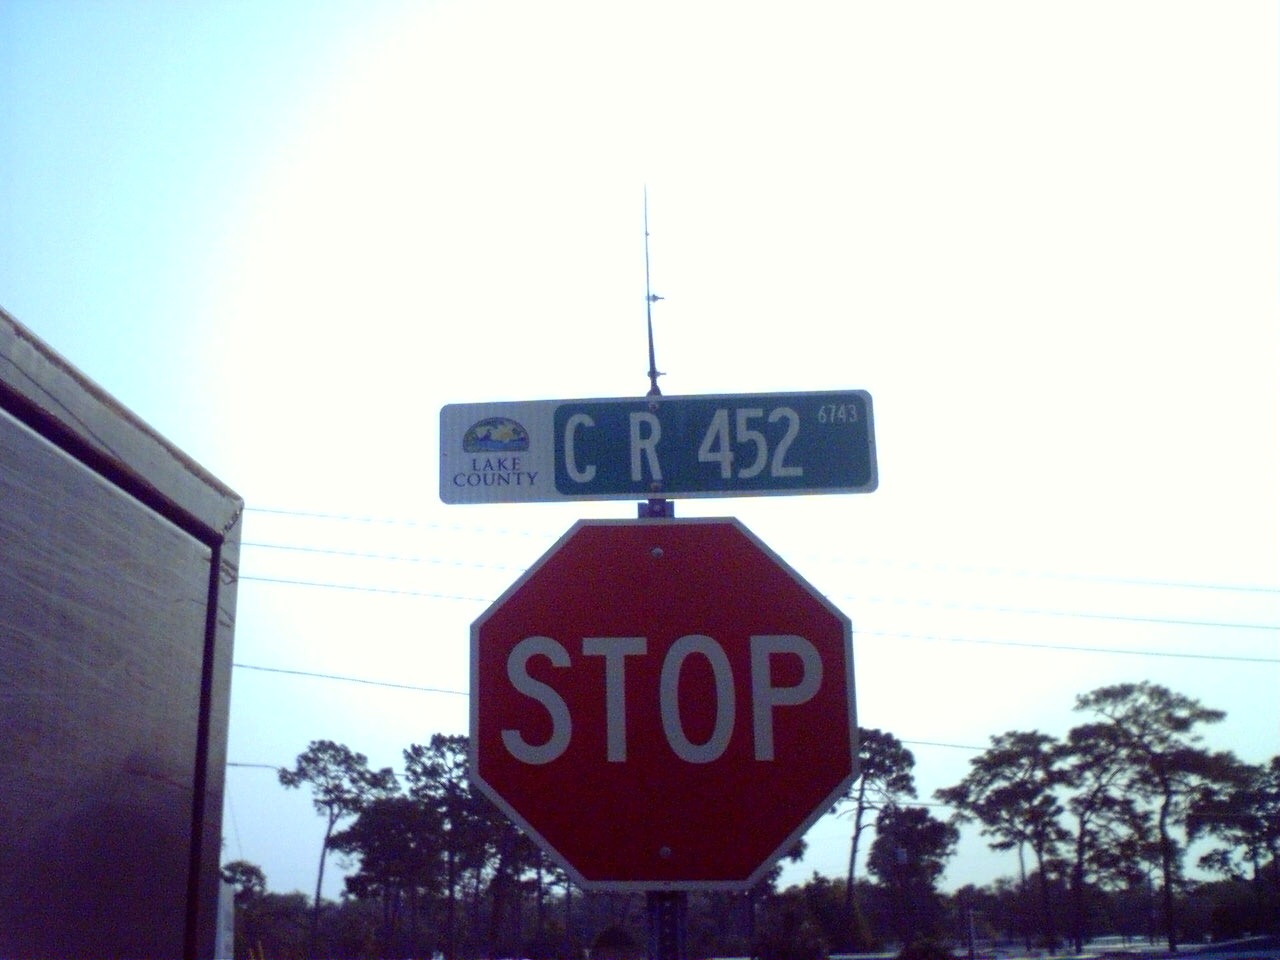 LAKE
COUNTY
C R 452 6743
STOP